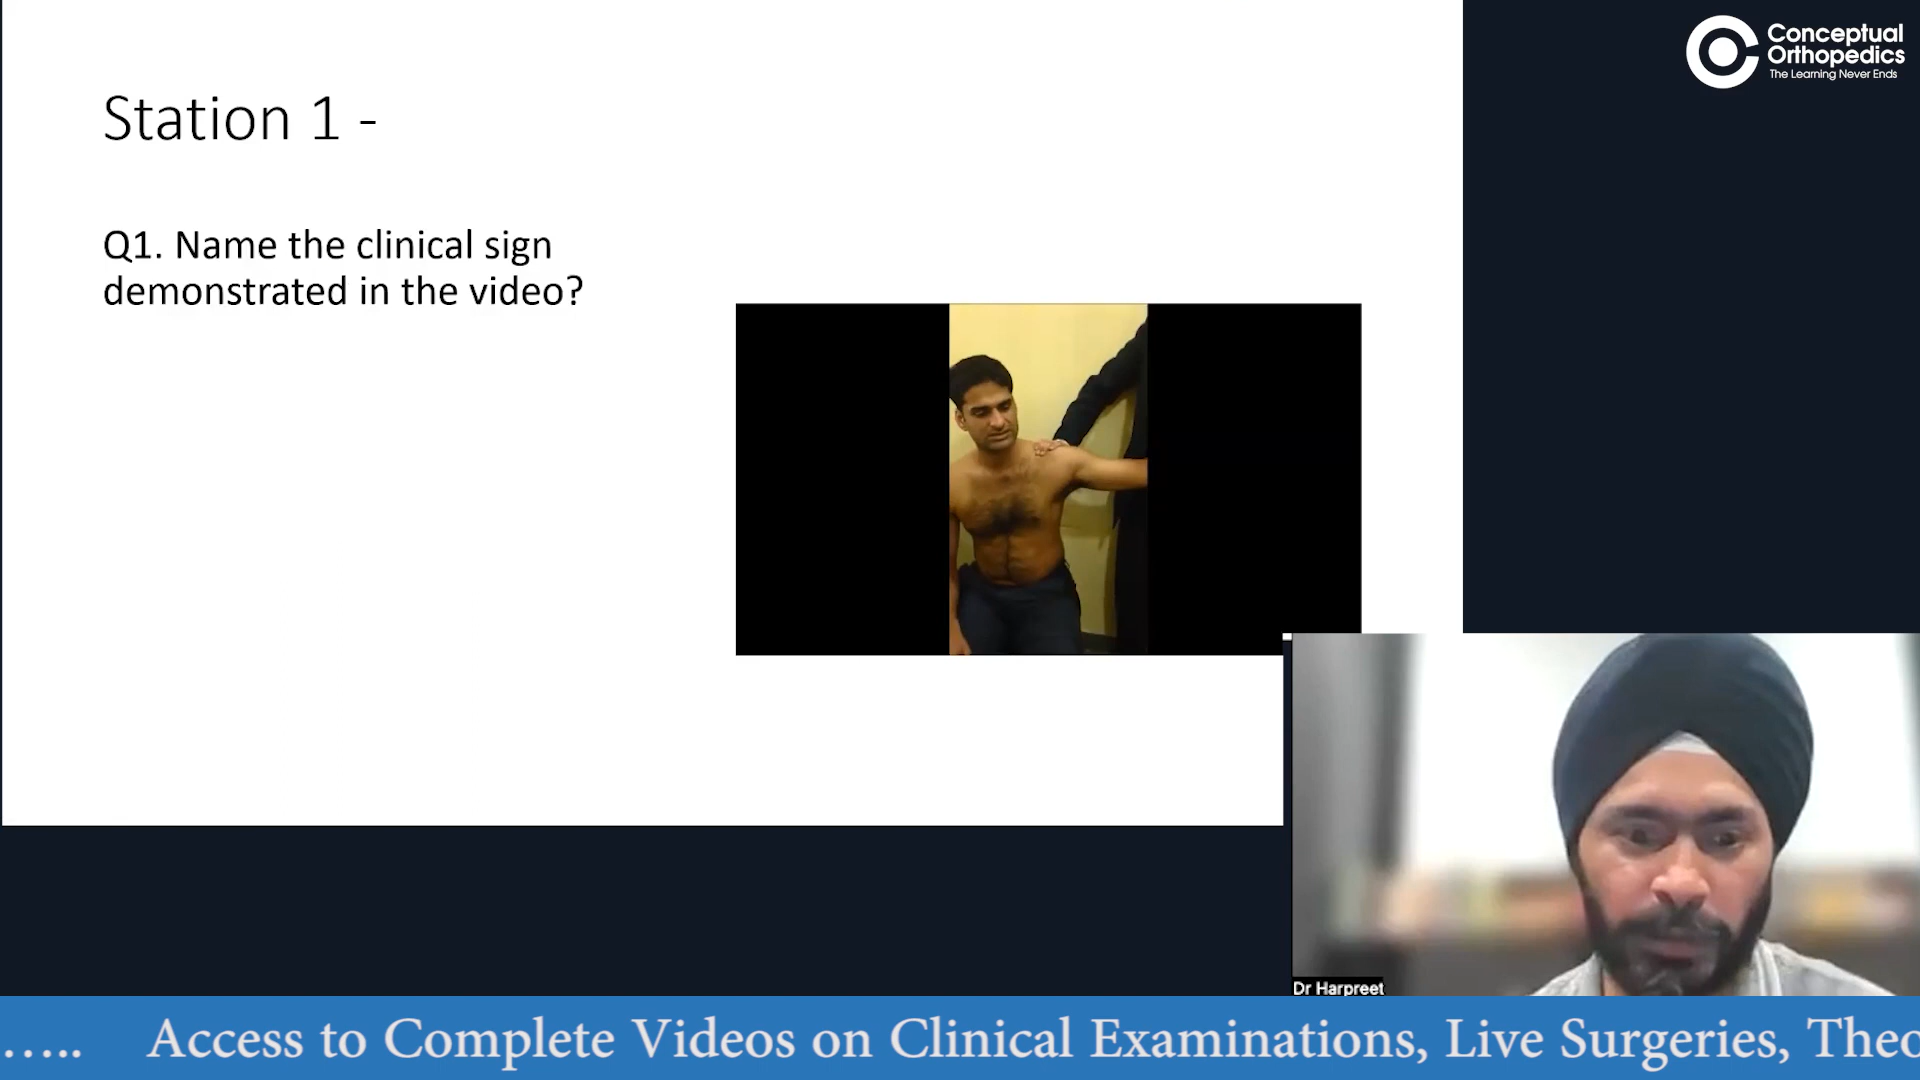 Conceptual
Orthopedics
The Learning Never Ends
Station 1 -
Q1. Name the clinical sign
demonstrated in the video?
Dr Harpreet
..... Access to Complete Videos on Clinical Examinations, Live Surgeries, Theo